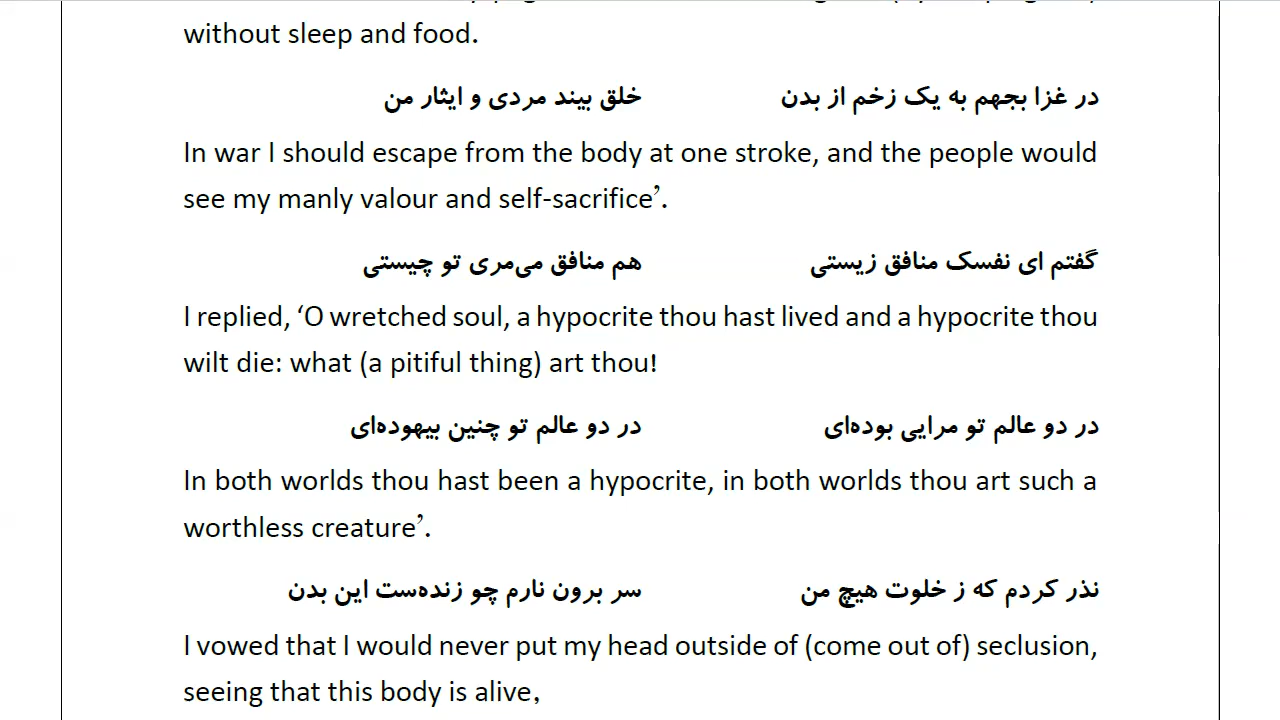 without sleep and food.
در غزا بجهم به یک زخم از بدن خلق بیند مردی و ایثار من
In war I should escape from the body at one stroke, and the people would
see my manly valour and self-sacrifice’.
گفتم ای نفسک منافق زیستی هم منافق می‌مری تو چیستی
I replied, ‘O wretched soul, a hypocrite thou hast lived and a hypocrite thou
wilt die: what (a pitiful thing) art thou!
در دو عالم تو مرایی بوده‌ای در دو عالم تو چنین بیهوده‌ای
In both worlds thou hast been a hypocrite, in both worlds thou art such a
worthless creature’.
نذر کردم که ز خلوت هیچ من سر برون نارم چو زنده‌ست این بدن
I vowed that I would never put my head outside of (come out of) seclusion,
seeing that this body is alive,